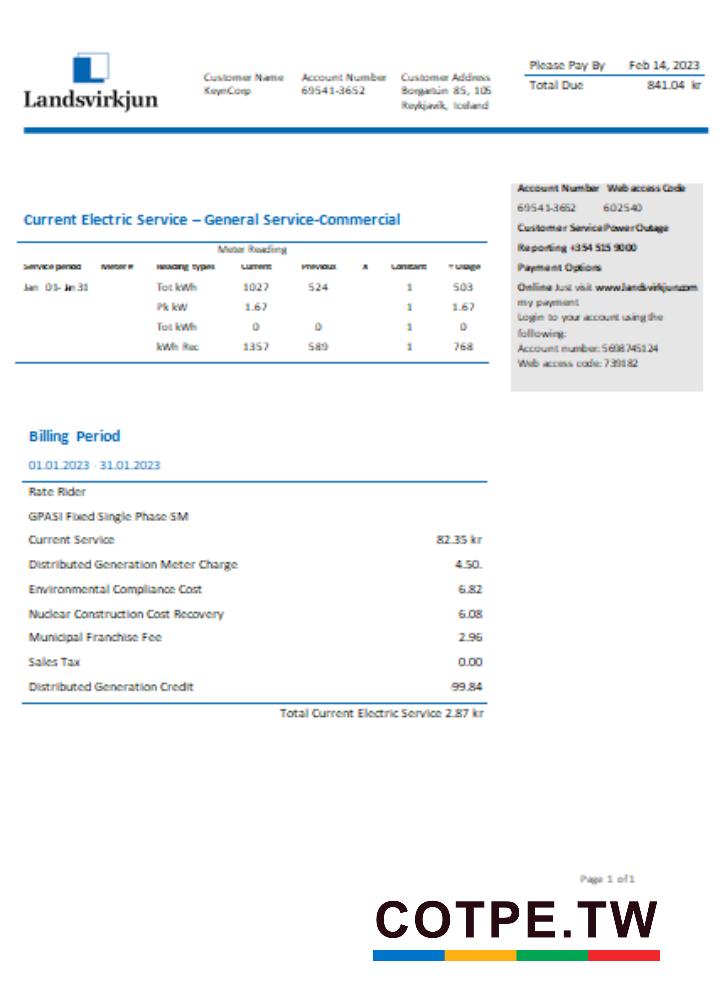 Landsvirkjun
Customer Name Account Number Customer Address
KeynCorp 69541-3652 Borgartún 85, 105
Reykjavík, Iceland
Please Pay By Feb 14, 2023
Total Due 841.04 kr
Account Number Web access Code
69541-3652 602540
Customer Service Power Outage
Reporting +354 515 9000
Payment Options
Online Just visit www.landsvirkjun.com
my payment
Login to your account using the
following:
Account number: 5698745124
Web access code: 739182
Current Electric Service – General Service-Commercial
Meter Reading
Service period Meter# Reading types Current Previous X Constant = Usage
Jan 01- Jan 31 Tot kWh 1027 524 1 503
Pk kW 1.67 1 1.67
Tot kWh 0 0 1 0
kWh Rec 1357 589 1 768
Billing Period
01.01.2023 - 31.01.2023
Rate Rider
GPASI Fixed Single Phase SM
Current Service 82.35 kr
Distributed Generation Meter Charge 4.50.
Environmental Compliance Cost 6.82
Nuclear Construction Cost Recovery 6.08
Municipal Franchise Fee 2.96
Sales Tax 0.00
Distributed Generation Credit -99.84
Total Current Electric Service 2.87 kr
Page 1 of 1
COTPE.TW